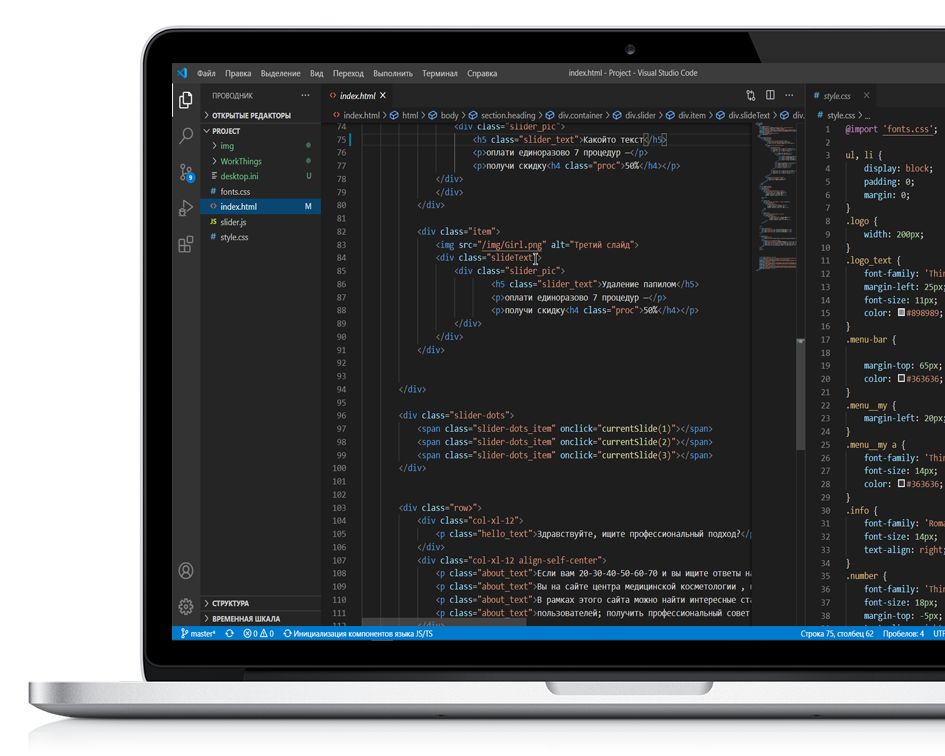 Файл Правка Выделение Вид Переход Выполнить Терминал Справка
index.html - Project - Visual Studio Code
ПРОВОДНИК
ОТКРЫТЫЕ РЕДАКТОРЫ
PROJECT
img
WorkThings
desktop.ini U
fonts.css
index.html M
JS slider.js
style.css
СТРУКТУРА
ВРЕМЕННАЯ ШКАЛА
9
index.html
index.html > html > body > section.heading > div.container > div.slider > div.item > div.slideText > div.
74 <div class="slider_pic">
75 <h5 class="slider_text">Какойто текст</h5>
76 <p>оплати единоразово 7 процедур —</p>
77 <p>получи скидку<h4 class="proc">50%</h4></p>
78 </div>
79 </div>
80 </div>
81
82 <div class="item">
83 <img src="/img/Girl.png" alt="Третий слайд">
84 <div class="slideText">
85 <div class="slider_pic">
86 <h5 class="slider_text">Удаление папилом</h5>
87 <p>оплати единоразово 7 процедур —</p>
88 <p>получи скидку<h4 class="proc">50%</h4></p>
89 </div>
90 </div>
91 </div>
92
93
94 </div>
95
96 <div class="slider-dots">
97 <span class="slider-dots_item" onclick="currentSlide(1)"></span>
98 <span class="slider-dots_item" onclick="currentSlide(2)"></span>
99 <span class="slider-dots_item" onclick="currentSlide(3)"></span>
100 </div>
101
102
103 <div class="row>">
104 <div class="col-xl-12">
105 <p class="hello_text">Здравствуйте, ищите профессиональный подход?</p
106 </div>
107 <div class="col-xl-12 align-self-center">
108 <p class="about_text">Если вам 20-30-40-50-60-70 и вы ищите ответы на
109 <p class="about_text">Вы на сайте центра медицинской косметологии , н
110 <p class="about_text">В рамках этого сайта можно найти интересные ста
111 <p class="about_text">пользователей; получить профессиональный совет
112 </div>
style.css
style.css > ...
1 @import 'fonts.css';
2
3 ul, li {
4 display: block;
5 padding: 0;
6 margin: 0;
7 }
8 .logo {
9 width: 200px;
10 }
11 .logo_text {
12 font-family: 'Thin
13 margin-left: 25px;
14 font-size: 11px;
15 color: #898989;
16 }
17 .menu-bar {
18
19 margin-top: 65px;
20 color: #363636;
21 }
22 .menu__my {
23 margin-left: 20px;
24 }
25 .menu__my a {
26 font-family: 'Thin
27 font-size: 14px;
28 color: #363636;
29 }
30 .info {
31 font-family: 'Roma
32 font-size: 14px;
33 text-align: right;
34 }
35 .number {
36 font-family: 'Thin
37 font-size: 18px;
38 margin-top: -5px;
master* 0 0 Инициализация компонентов языка JS/TS
Строка 75, столбец 62 Пробелов: 4 UTF